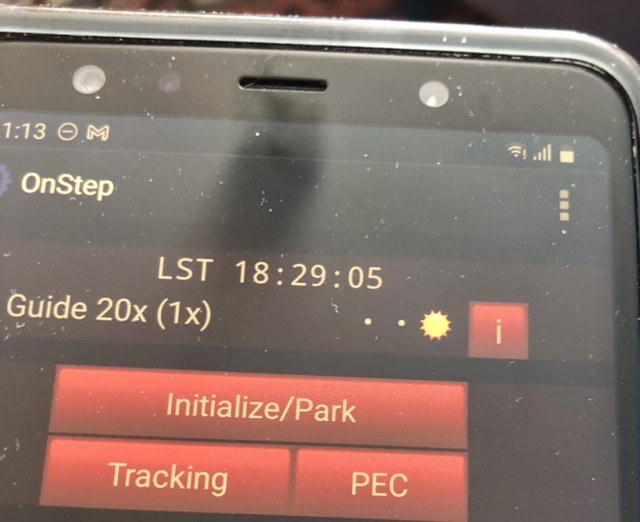 1:13
OnStep
LST 18:29:05
Guide 20x (1x)
i
Initialize/Park
Tracking PEC